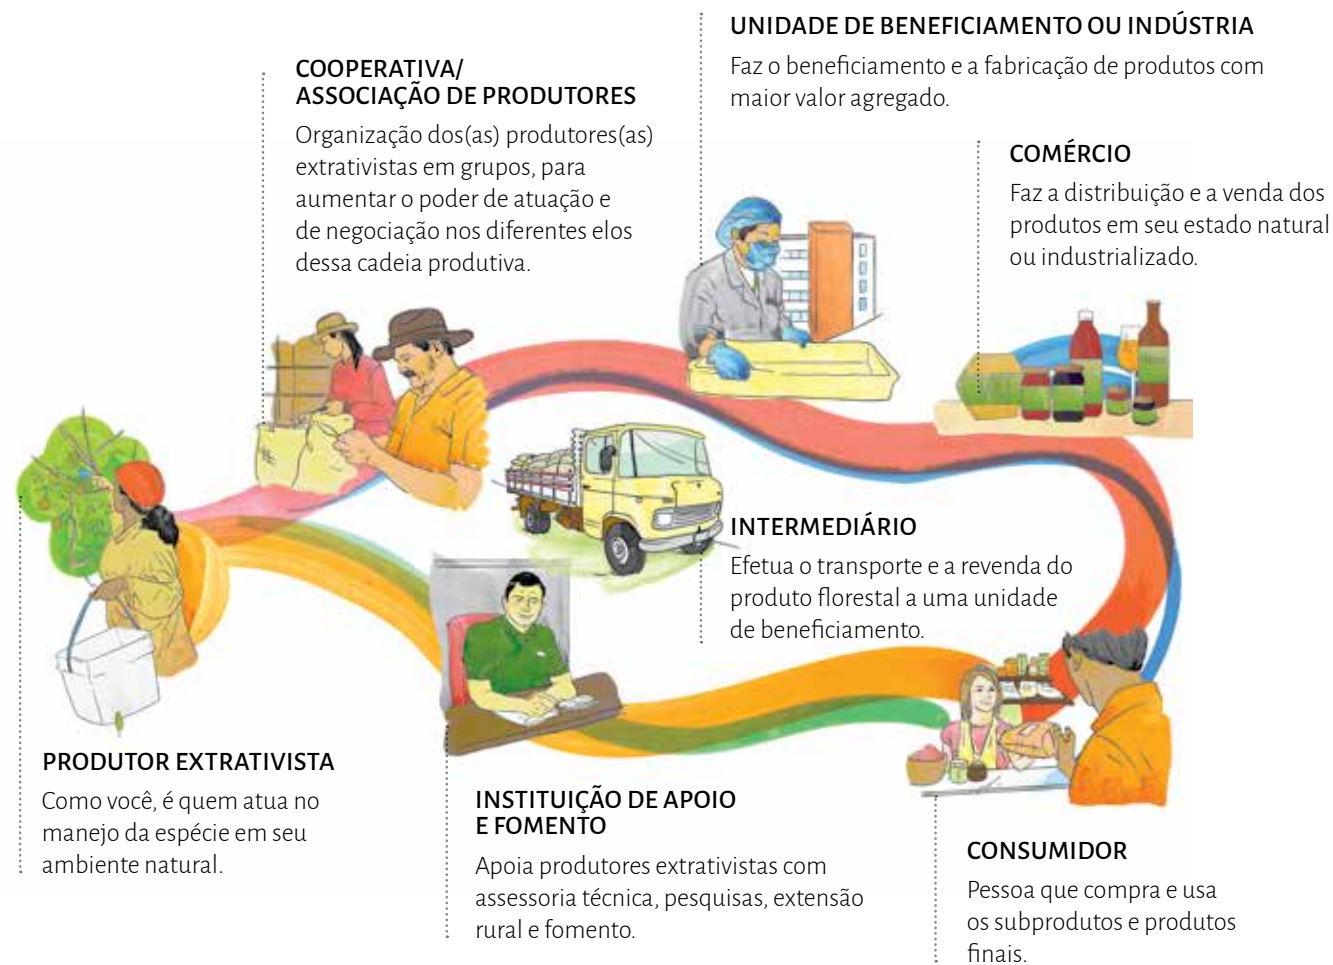 UNIDADE DE BENEFICIAMENTO OU INDÚSTRIA
Faz o beneficiamento e a fabricação de produtos com
maior valor agregado.
COOPERATIVA/
ASSOCIAÇÃO DE PRODUTORES
Organização dos(as) produtores(as)
extrativistas em grupos, para
aumentar o poder de atuação e
de negociação nos diferentes elos
dessa cadeia produtiva.
COMÉRCIO
Faz a distribuição e a venda dos
produtos em seu estado natural
ou industrializado.
INTERMEDIÁRIO
Efetua o transporte e a revenda do
produto florestal a uma unidade
de beneficiamento.
PRODUTOR EXTRATIVISTA
Como você, é quem atua no
manejo da espécie em seu
ambiente natural.
INSTITUIÇÃO DE APOIO
E FOMENTO
Apoia produtores extrativistas com
assessoria técnica, pesquisas, extensão
rural e fomento.
CONSUMIDOR
Pessoa que compra e usa
os subprodutos e produtos
finais.